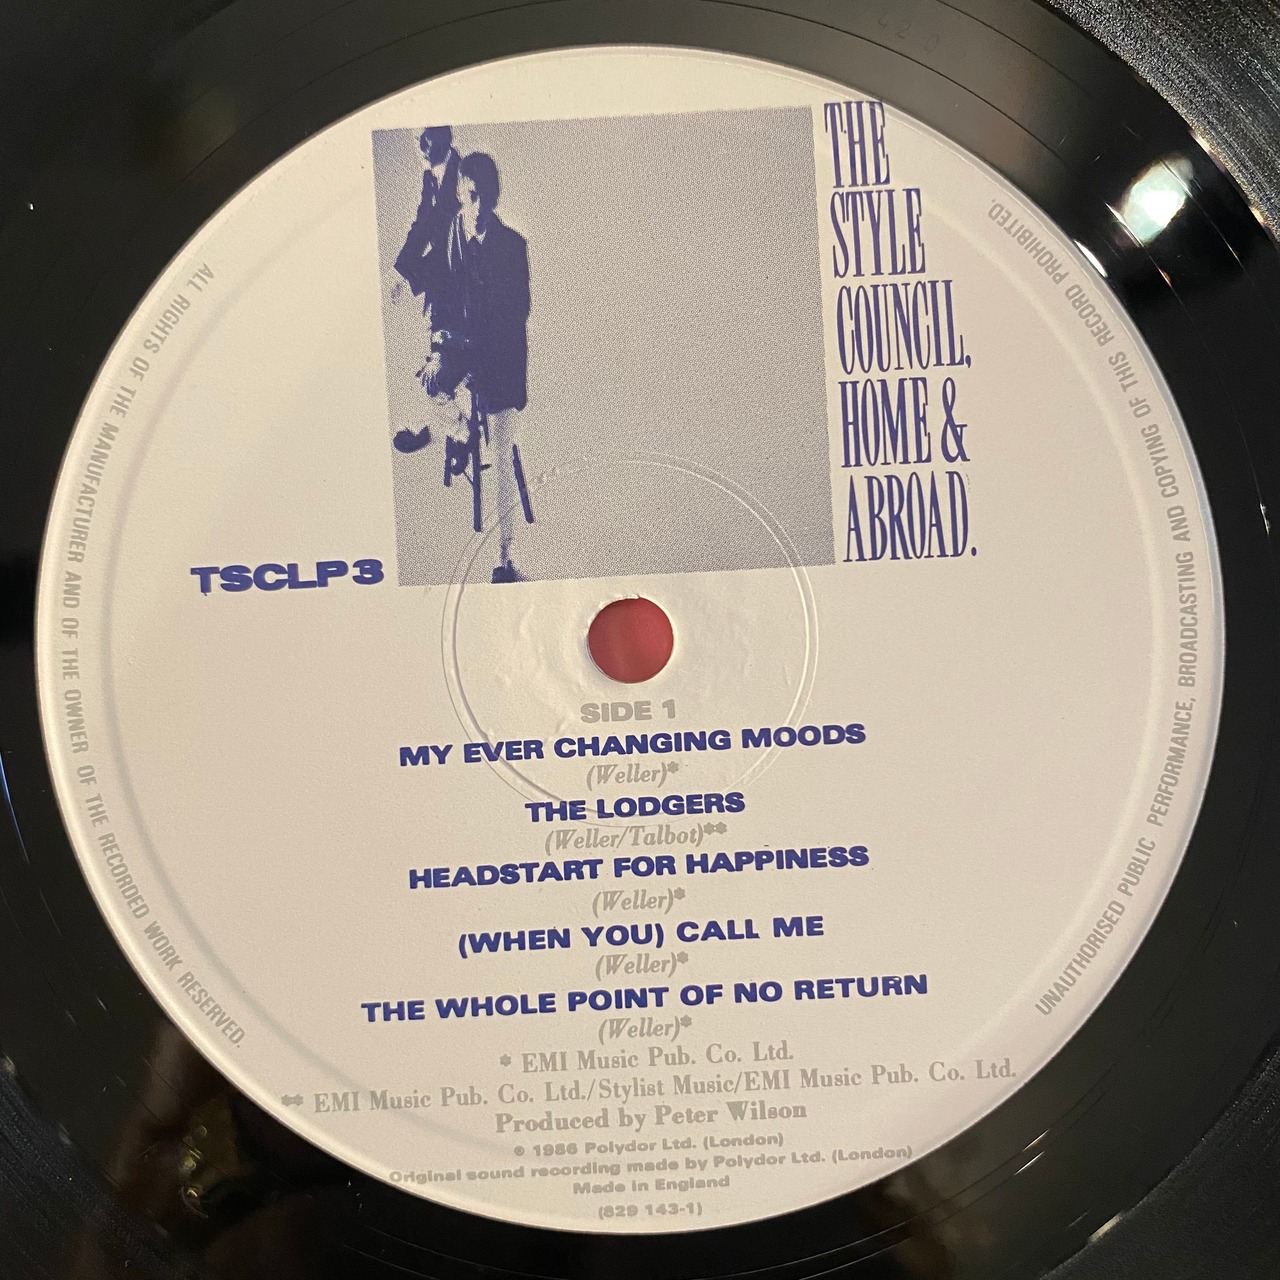 THE
STYLE
COUNCIL,
HOME &
ABROAD.
TSCLP 3
SIDE 1
MY EVER CHANGING MOODS
(Weller)*
THE LODGERS
(Weller/Talbot)**
HEADSTART FOR HAPPINESS
(Weller)*
(WHEN YOU) CALL ME
(Weller)*
THE WHOLE POINT OF NO RETURN
(Weller)*
* EMI Music Pub. Co. Ltd.
** EMI Music Pub. Co. Ltd./Stylist Music/EMI Music Pub. Co. Ltd.
Produced by Peter Wilson
℗ 1986 Polydor Ltd. (London)
Original sound recording made by Polydor Ltd. (London)
Made in England
(829 143-1)
ALL RIGHTS OF THE MANUFACTURER AND OF THE OWNER OF THE RECORDED WORK RESERVED.
UNAUTHORISED PUBLIC PERFORMANCE, BROADCASTING AND COPYING OF THIS RECORD PROHIBITED.